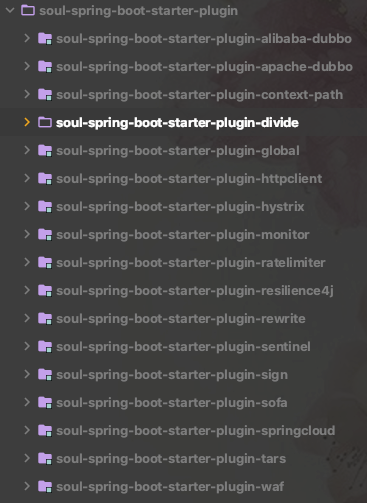 soul-spring-boot-starter-plugin
soul-spring-boot-starter-plugin-alibaba-dubbo
soul-spring-boot-starter-plugin-apache-dubbo
soul-spring-boot-starter-plugin-context-path
soul-spring-boot-starter-plugin-divide
soul-spring-boot-starter-plugin-global
soul-spring-boot-starter-plugin-httpclient
soul-spring-boot-starter-plugin-hystrix
soul-spring-boot-starter-plugin-monitor
soul-spring-boot-starter-plugin-ratelimiter
soul-spring-boot-starter-plugin-resilience4j
soul-spring-boot-starter-plugin-rewrite
soul-spring-boot-starter-plugin-sentinel
soul-spring-boot-starter-plugin-sign
soul-spring-boot-starter-plugin-sofa
soul-spring-boot-starter-plugin-springcloud
soul-spring-boot-starter-plugin-tars
soul-spring-boot-starter-plugin-waf